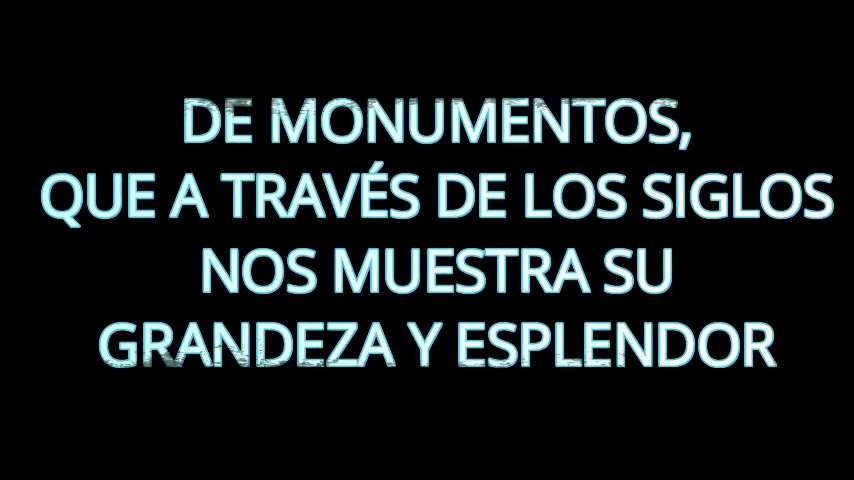 DE MONUMENTOS,
QUE A TRAVÉS DE LOS SIGLOS
NOS MUESTRA SU
GRANDEZA Y ESPLENDOR